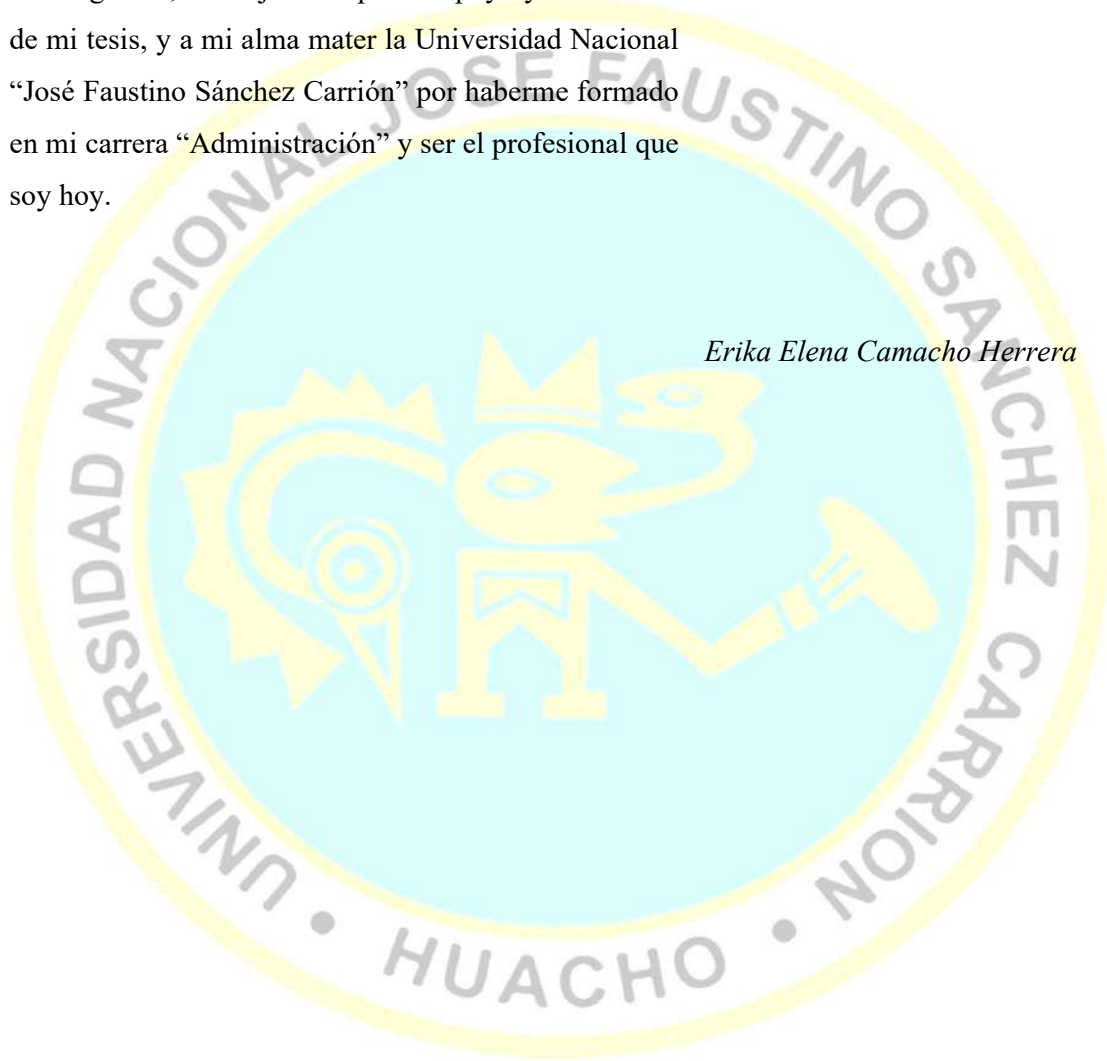 de mi tesis, y a mi alma mater la Universidad Nacional
“José Faustino Sánchez Carrión” por haberme formado
en mi carrera “Administración” y ser el profesional que
soy hoy.
Erika Elena Camacho Herrera
UNIVERSIDAD NACIONAL JOSE FAUSTINO SANCHEZ CARRION
• HUACHO •